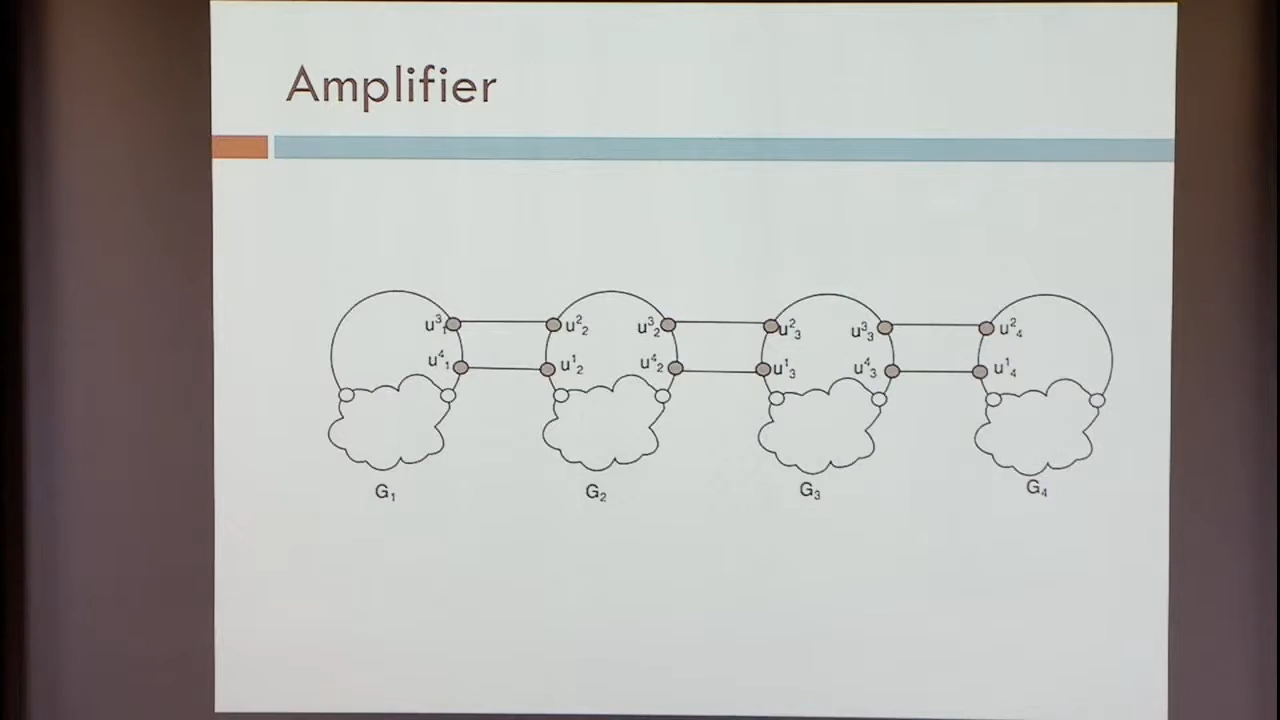 Amplifier
u³₁ u²₂ u³₂ u²₃ u³₃ u²₄
u⁴₁ u¹₂ u⁴₂ u¹₃ u⁴₃ u¹₄
G₁ G₂ G₃ G₄